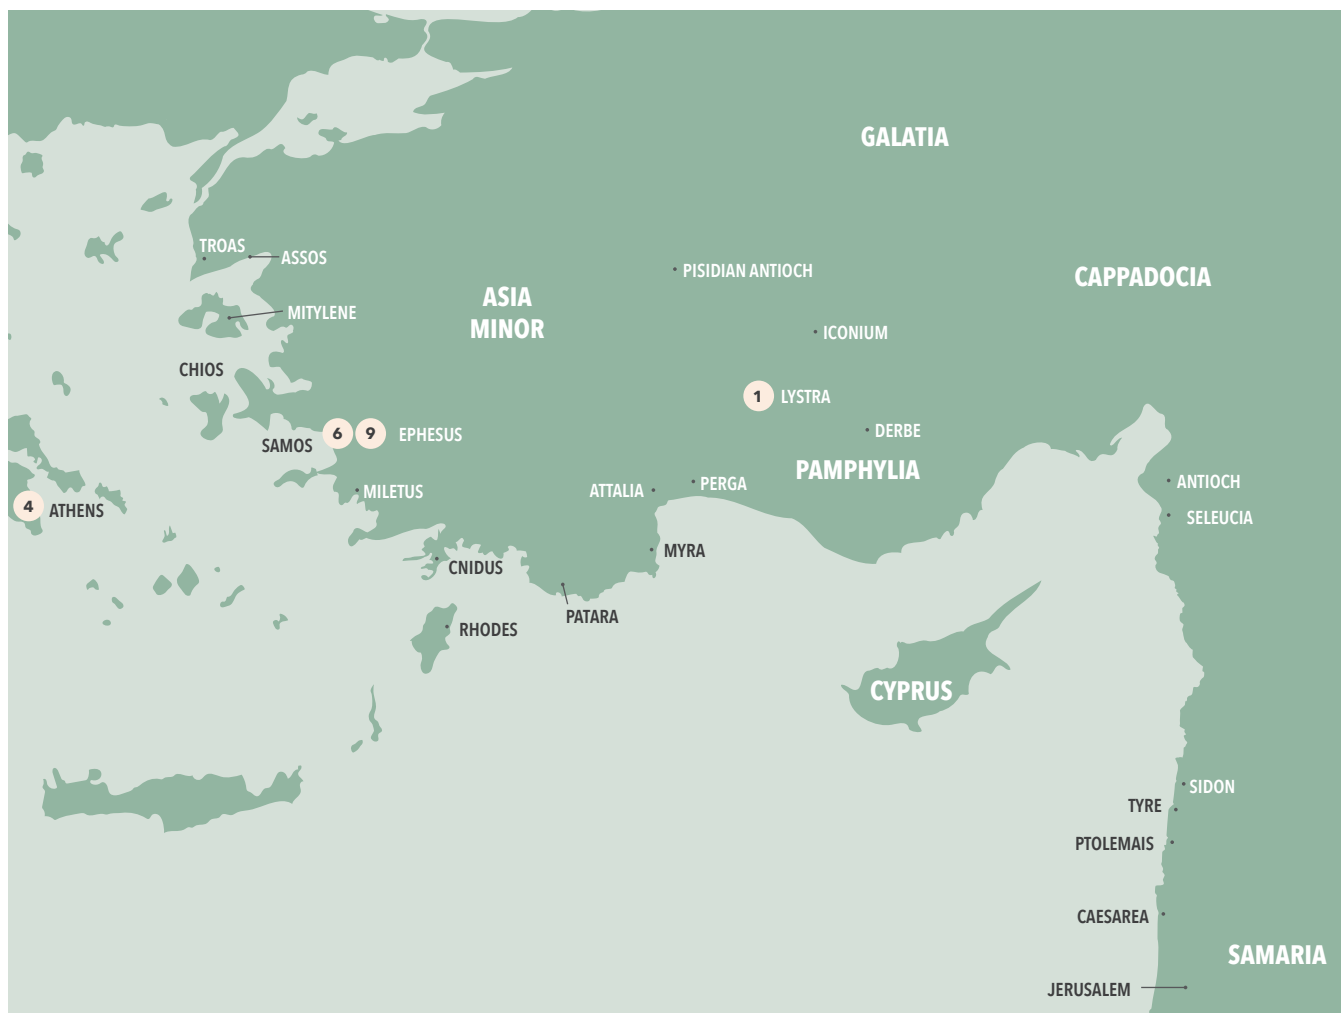 GALATIA
TROAS
ASSOS
PISIDIAN ANTIOCH
CAPPADOCIA
ASIA
MINOR
MITYLENE
ICONIUM
CHIOS
1 LYSTRA
DERBE
6 9 EPHESUS
SAMOS
PAMPHYLIA
ANTIOCH
PERGA
ATTALIA
MILETUS
4 ATHENS
SELEUCIA
MYRA
CNIDUS
PATARA
RHODES
CYPRUS
SIDON
TYRE
PTOLEMAIS
CAESAREA
SAMARIA
JERUSALEM